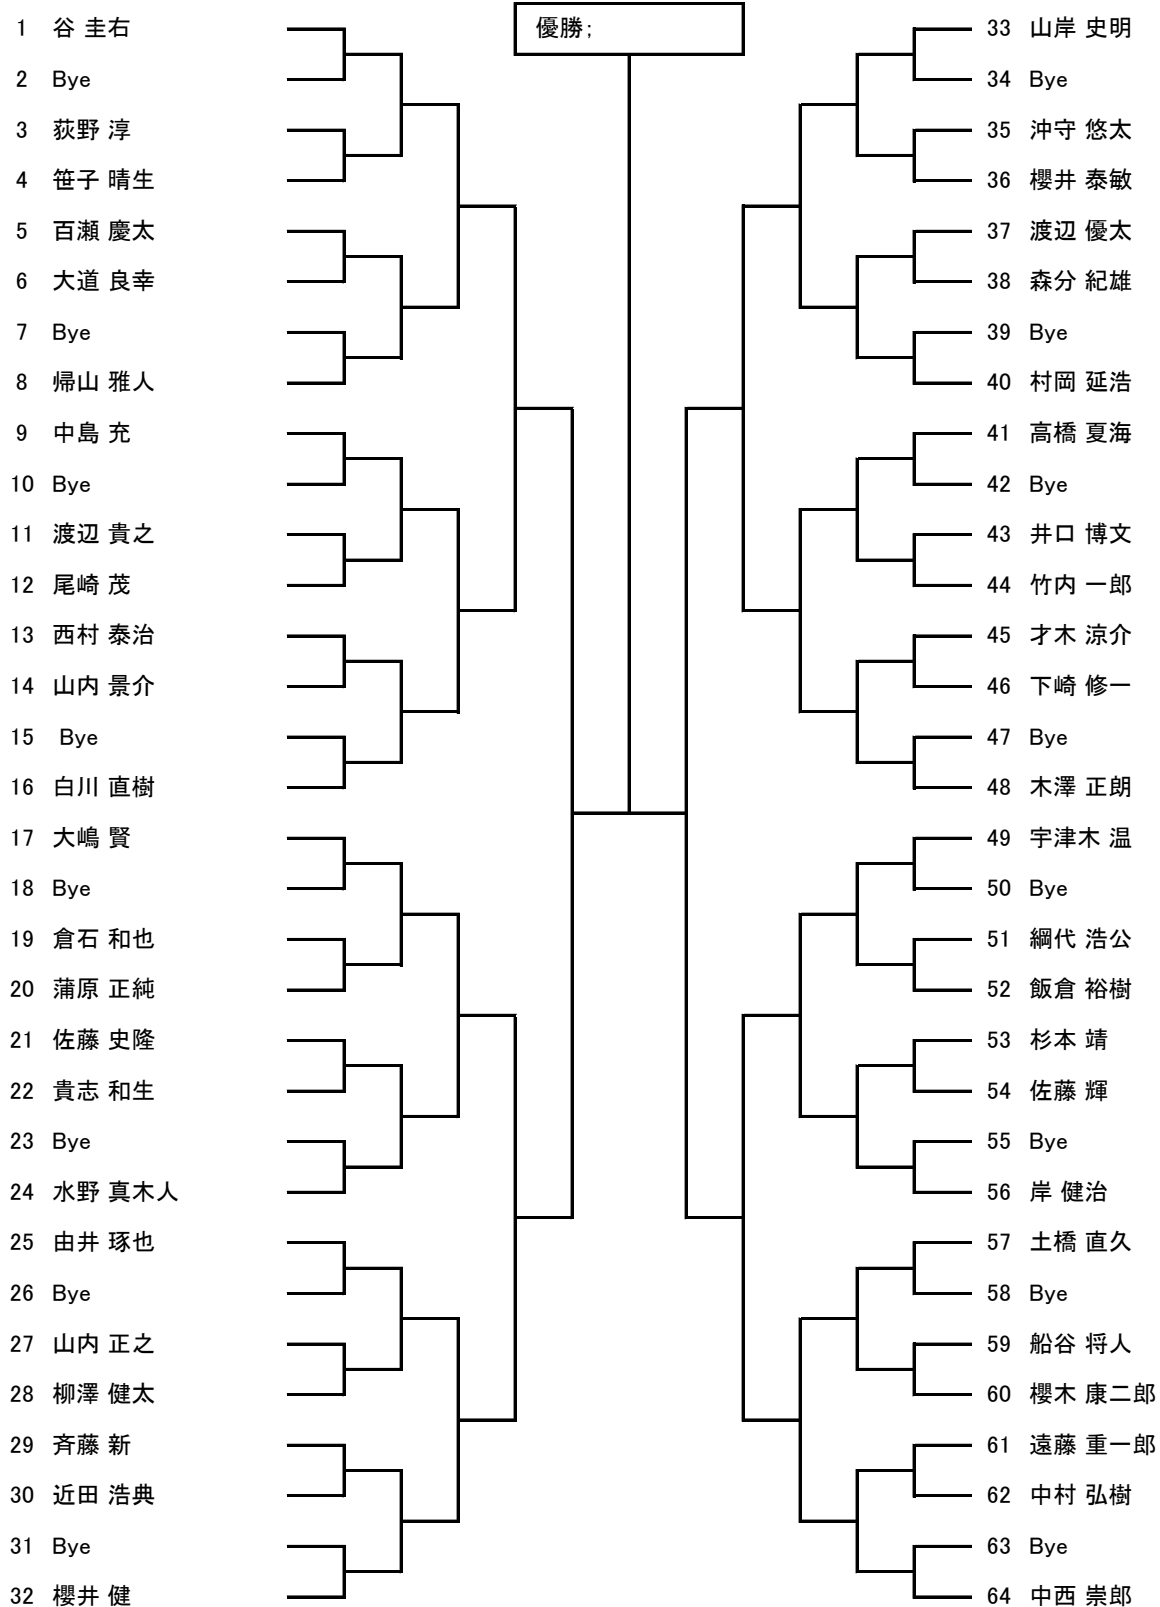 優勝;
1 谷 圭右
2 Bye
3 荻野 淳
4 笹子 晴生
5 百瀬 慶太
6 大道 良幸
7 Bye
8 帰山 雅人
9 中島 充
10 Bye
11 渡辺 貴之
12 尾崎 茂
13 西村 泰治
14 山内 景介
15 Bye
16 白川 直樹
17 大嶋 賢
18 Bye
19 倉石 和也
20 蒲原 正純
21 佐藤 史隆
22 貴志 和生
23 Bye
24 水野 真木人
25 由井 琢也
26 Bye
27 山内 正之
28 柳澤 健太
29 斉藤 新
30 近田 浩典
31 Bye
32 櫻井 健
33 山岸 史明
34 Bye
35 沖守 悠太
36 櫻井 泰敏
37 渡辺 優太
38 森分 紀雄
39 Bye
40 村岡 延浩
41 高橋 夏海
42 Bye
43 井口 博文
44 竹内 一郎
45 才木 涼介
46 下崎 修一
47 Bye
48 木澤 正朗
49 宇津木 温
50 Bye
51 綱代 浩公
52 飯倉 裕樹
53 杉本 靖
54 佐藤 輝
55 Bye
56 岸 健治
57 土橋 直久
58 Bye
59 船谷 将人
60 櫻木 康二郎
61 遠藤 重一郎
62 中村 弘樹
63 Bye
64 中西 崇郎